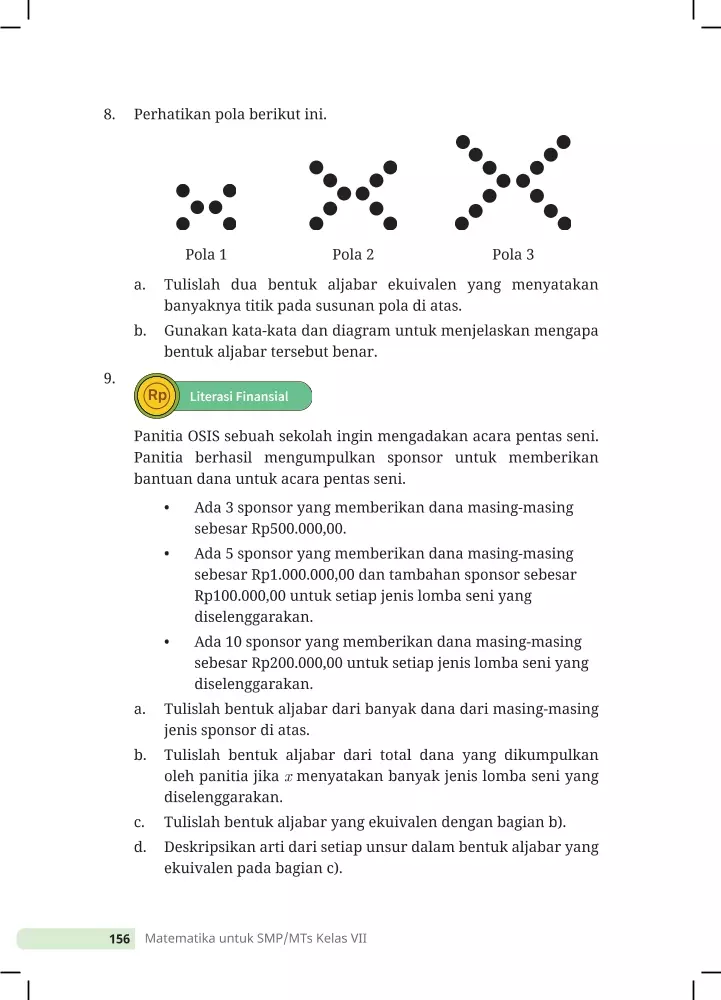 8. Perhatikan pola berikut ini.
Pola 1 Pola 2 Pola 3
a. Tulislah dua bentuk aljabar ekuivalen yang menyatakan
banyaknya titik pada susunan pola di atas.
b. Gunakan kata-kata dan diagram untuk menjelaskan mengapa
bentuk aljabar tersebut benar.
9.
Rp Literasi Finansial
Panitia OSIS sebuah sekolah ingin mengadakan acara pentas seni.
Panitia berhasil mengumpulkan sponsor untuk memberikan
bantuan dana untuk acara pentas seni.
• Ada 3 sponsor yang memberikan dana masing-masing
sebesar Rp500.000,00.
• Ada 5 sponsor yang memberikan dana masing-masing
sebesar Rp1.000.000,00 dan tambahan sponsor sebesar
Rp100.000,00 untuk setiap jenis lomba seni yang
diselenggarakan.
• Ada 10 sponsor yang memberikan dana masing-masing
sebesar Rp200.000,00 untuk setiap jenis lomba seni yang
diselenggarakan.
a. Tulislah bentuk aljabar dari banyak dana dari masing-masing
jenis sponsor di atas.
b. Tulislah bentuk aljabar dari total dana yang dikumpulkan
oleh panitia jika x menyatakan banyak jenis lomba seni yang
diselenggarakan.
c. Tulislah bentuk aljabar yang ekuivalen dengan bagian b).
d. Deskripsikan arti dari setiap unsur dalam bentuk aljabar yang
ekuivalen pada bagian c).
156 Matematika untuk SMP/MTs Kelas VII